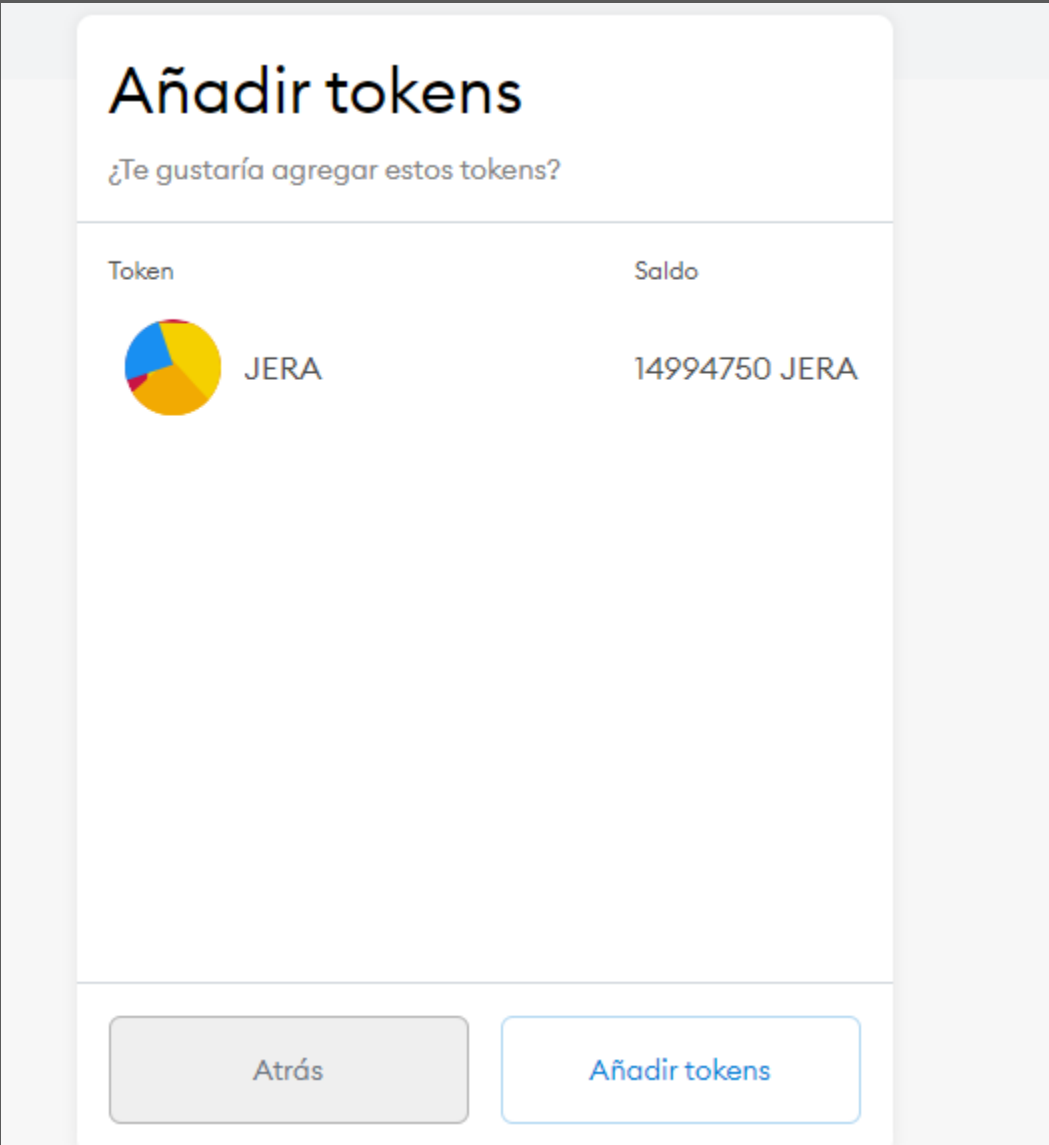 Añadir tokens
¿Te gustaría agregar estos tokens?
Token Saldo
JERA 14994750 JERA
Atrás Añadir tokens